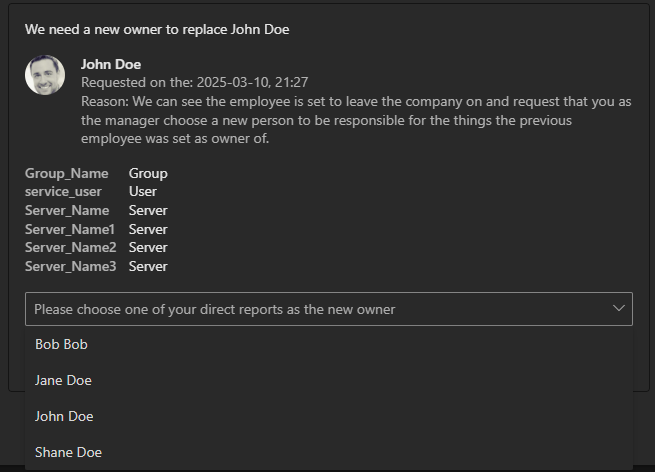 We need a new owner to replace John Doe
John Doe
Requested on the: 2025-03-10, 21:27
Reason: We can see the employee is set to leave the company on and request that you as
the manager choose a new person to be responsible for the things the previous
employee was set as owner of.
Group_Name Group
service_user User
Server_Name Server
Server_Name1 Server
Server_Name2 Server
Server_Name3 Server
Please choose one of your direct reports as the new owner
Bob Bob
Jane Doe
John Doe
Shane Doe